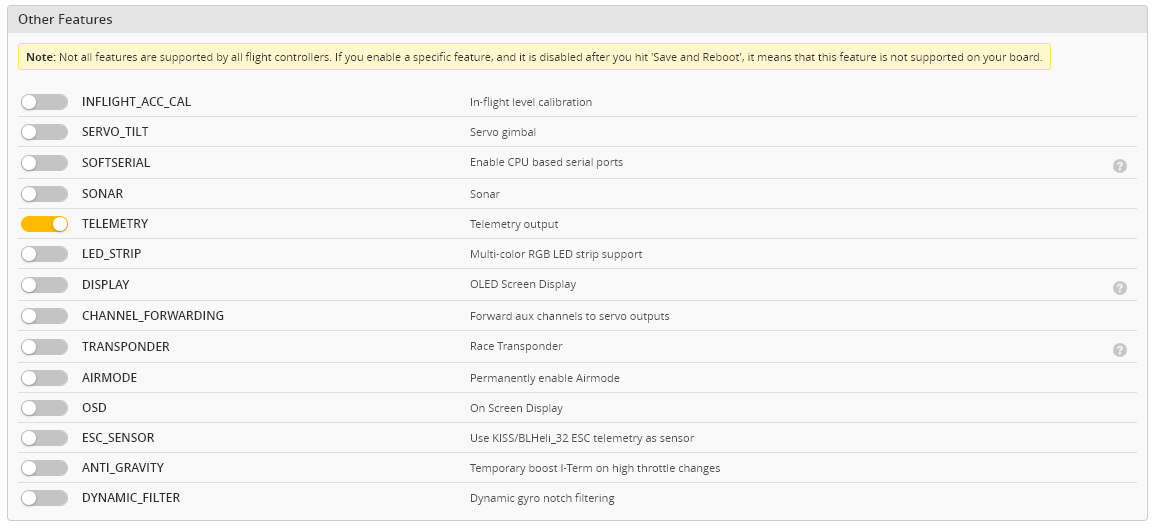 Other Features
Note: Not all features are supported by all flight controllers. If you enable a specific feature, and it is disabled after you hit 'Save and Reboot', it means that this feature is not supported on your board.
INFLIGHT_ACC_CAL In-flight level calibration
SERVO_TILT Servo gimbal
SOFTSERIAL Enable CPU based serial ports ?
SONAR Sonar
TELEMETRY Telemetry output
LED_STRIP Multi-color RGB LED strip support
DISPLAY OLED Screen Display ?
CHANNEL_FORWARDING Forward aux channels to servo outputs
TRANSPONDER Race Transponder ?
AIRMODE Permanently enable Airmode
OSD On Screen Display
ESC_SENSOR Use KISS/BLHeli_32 ESC telemetry as sensor
ANTI_GRAVITY Temporary boost I-Term on high throttle changes
DYNAMIC_FILTER Dynamic gyro notch filtering